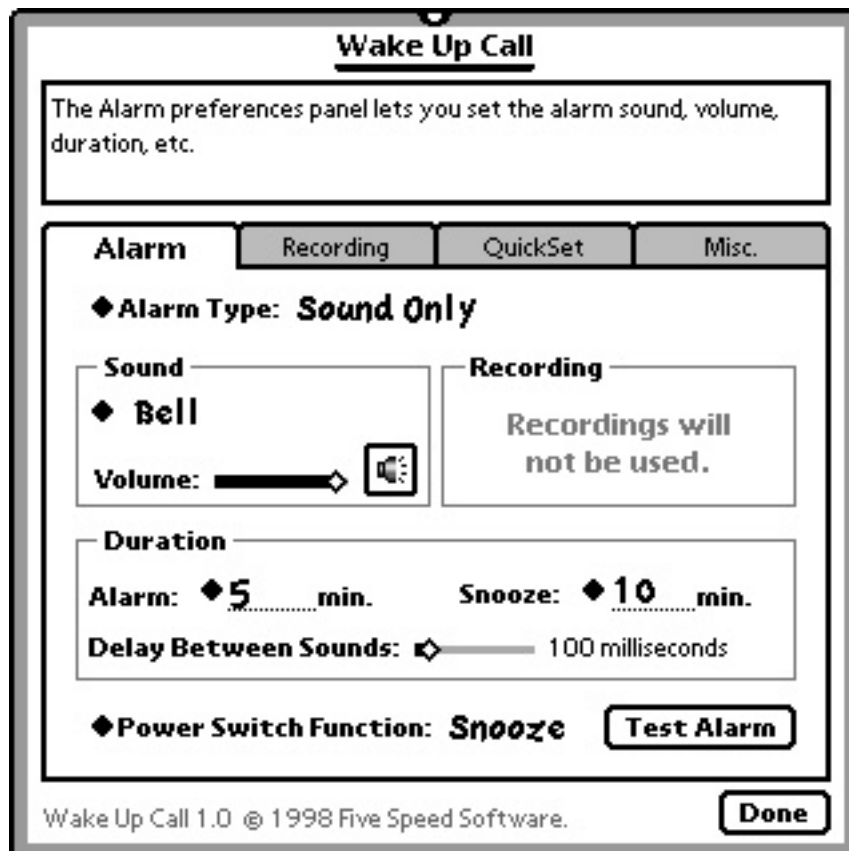 Wake Up Call
The Alarm preferences panel lets you set the alarm sound, volume,
duration, etc.
Alarm Recording QuickSet Misc.
Alarm Type: Sound Only
Sound
Bell
Volume:
Recording
Recordings will
not be used.
Duration
Alarm: 5 min. Snooze: 10 min.
Delay Between Sounds: 100 milliseconds
Power Switch Function: Snooze Test Alarm
Wake Up Call 1.0 © 1998 Five Speed Software. Done